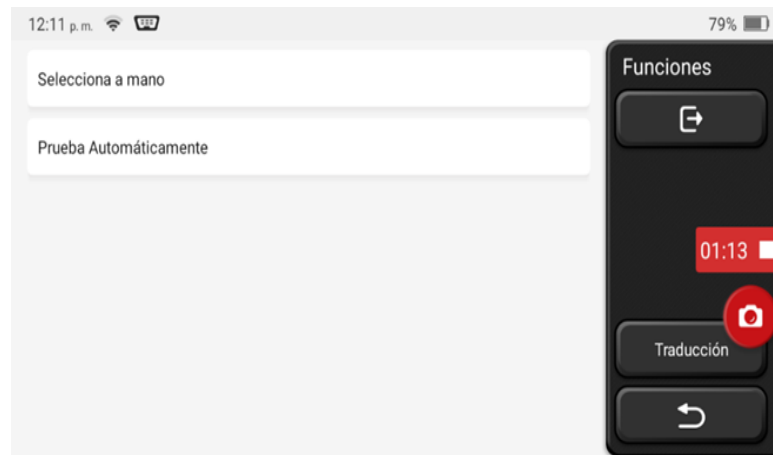 12:11 p. m.
79%
Selecciona a mano
Prueba Automáticamente
Funciones
01:13
Traducción